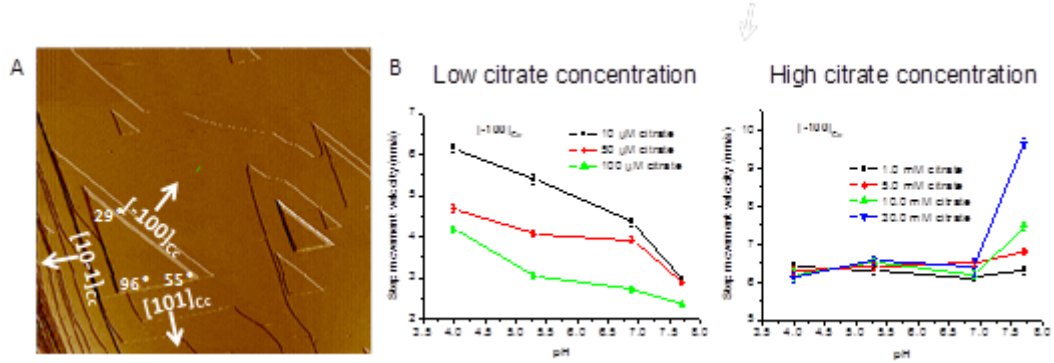 A
29°
[-100]Cc
[10-1]Cc
96°
55°
[101]Cc
B
Low citrate concentration
Step movement velocity (nm/s)
7
6
5
4
3
2
[-100]Cc
10 µM citrate
50 µM citrate
100 µM citrate
3.5 4.0 4.5 5.0 5.5 6.0 6.5 7.0 7.5 8.0
pH
High citrate concentration
Step movement velocity (nm/s)
10
9
8
7
6
5
[-100]Cc
1.0 mM citrate
5.0 mM citrate
10.0 mM citrate
20.0 mM citrate
3.5 4.0 4.5 5.0 5.5 6.0 6.5 7.0 7.5 8.0
pH